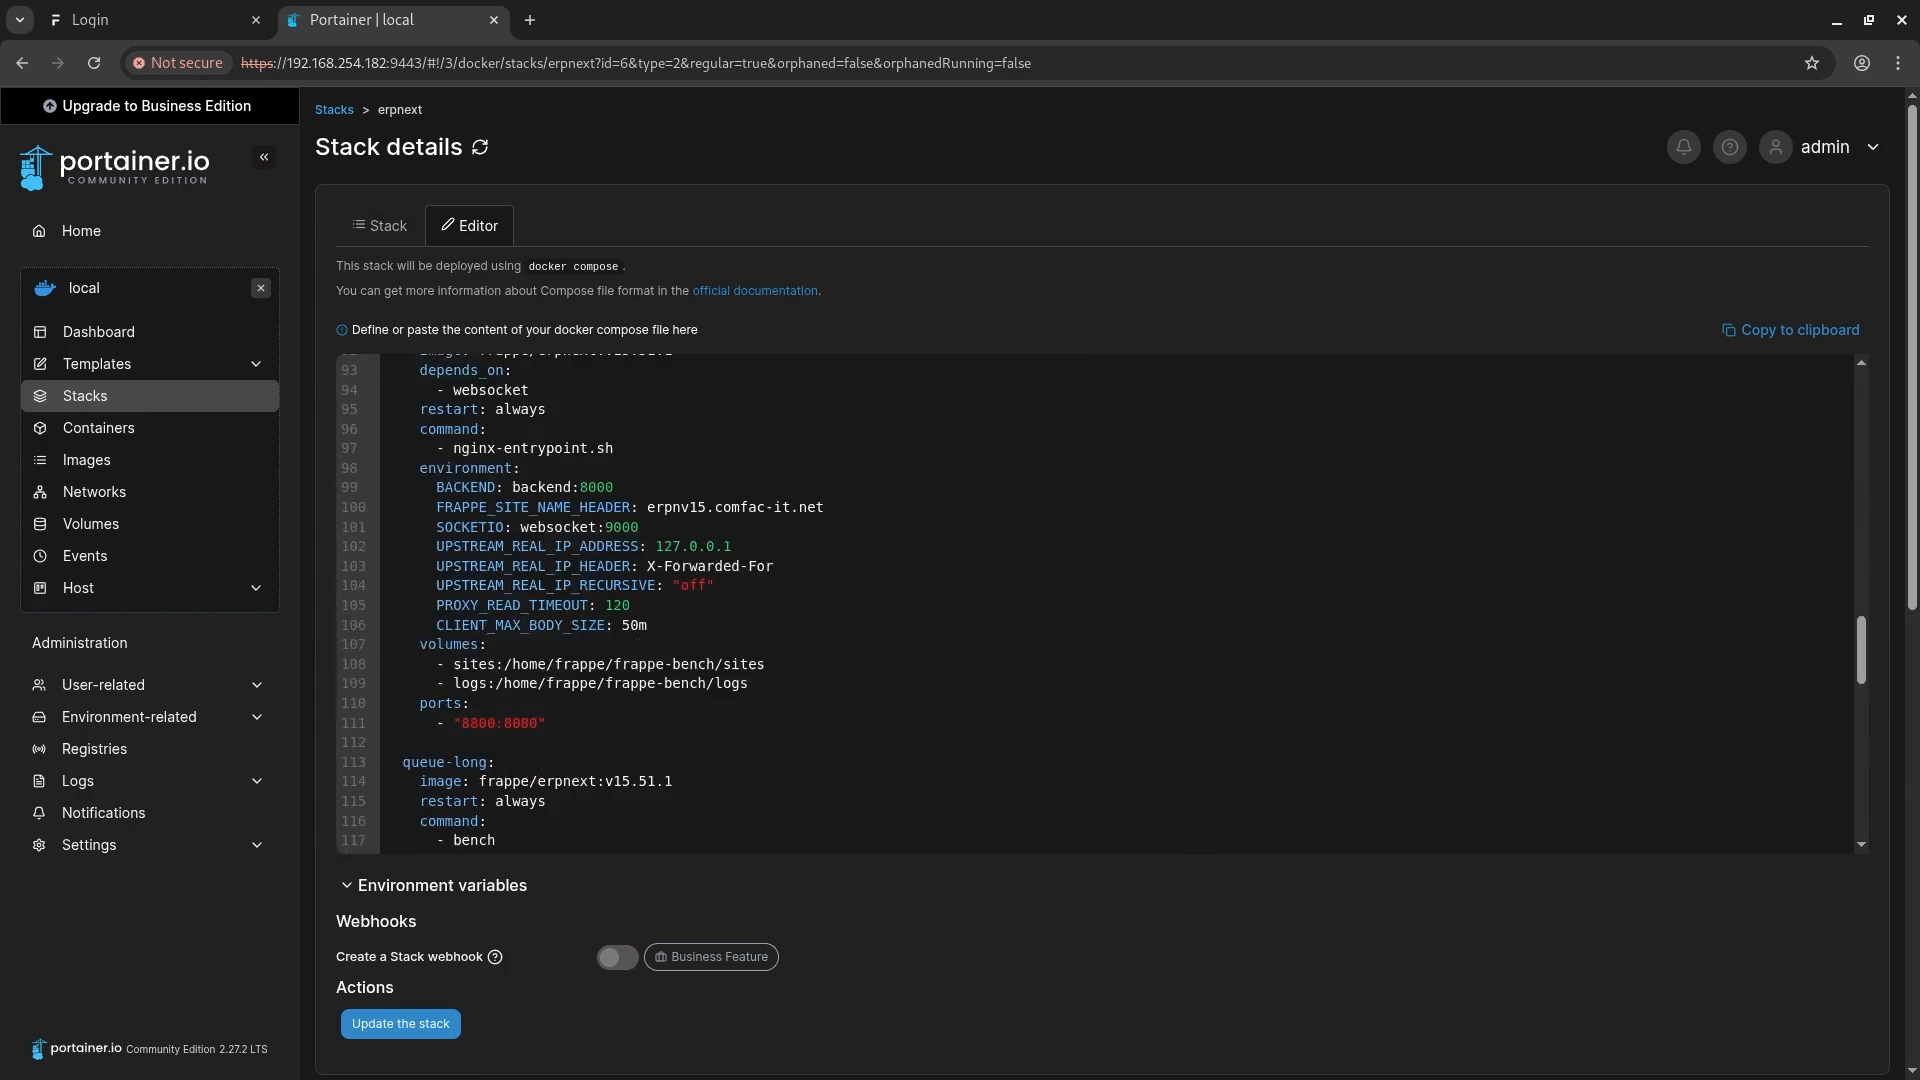 Login
Portainer | local
Not secure
https://192.168.254.182:9443/#!/3/docker/stacks/erpnext?id=6&type=2&regular=true&orphaned=false&orphanedRunning=false
Upgrade to Business Edition
portainer.io
COMMUNITY EDITION
Home
local
Dashboard
Templates
Stacks
Containers
Images
Networks
Volumes
Events
Host
Administration
User-related
Environment-related
Registries
Logs
Notifications
Settings
portainer.io Community Edition 2.27.2 LTS
Stacks > erpnext
Stack details
admin
Stack
Editor
This stack will be deployed using docker compose.
You can get more information about Compose file format in the official documentation.
Define or paste the content of your docker compose file here
Copy to clipboard
93 depends_on:
94 - websocket
95 restart: always
96 command:
97 - nginx-entrypoint.sh
98 environment:
99 BACKEND: backend:8000
100 FRAPPE_SITE_NAME_HEADER: erpnv15.comfac-it.net
101 SOCKETIO: websocket:9000
102 UPSTREAM_REAL_IP_ADDRESS: 127.0.0.1
103 UPSTREAM_REAL_IP_HEADER: X-Forwarded-For
104 UPSTREAM_REAL_IP_RECURSIVE: "off"
105 PROXY_READ_TIMEOUT: 120
106 CLIENT_MAX_BODY_SIZE: 50m
107 volumes:
108 - sites:/home/frappe/frappe-bench/sites
109 - logs:/home/frappe/frappe-bench/logs
110 ports:
111 - "8800:8080"
112
113 queue-long:
114 image: frappe/erpnext:v15.51.1
115 restart: always
116 command:
117 - bench
Environment variables
Webhooks
Create a Stack webhook
Business Feature
Actions
Update the stack